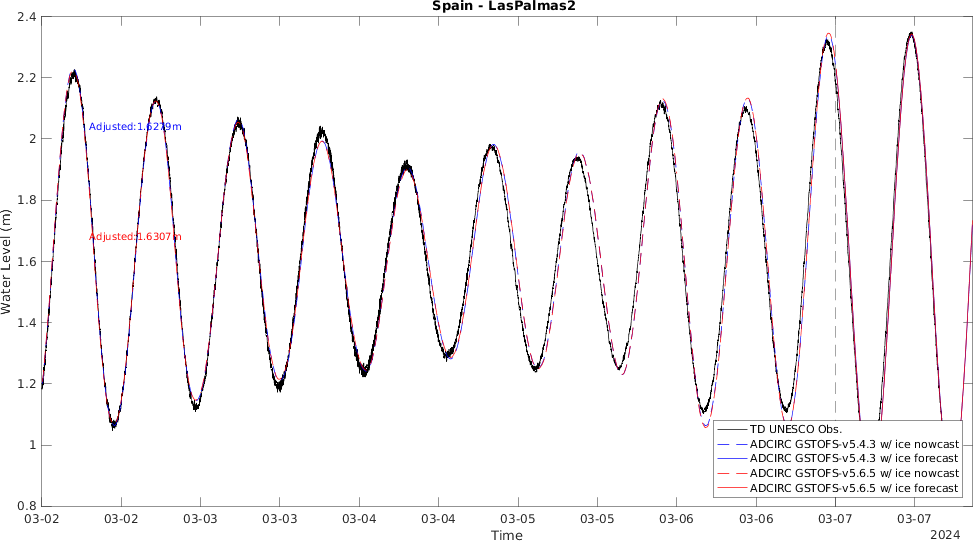 Spain - LasPalmas2
2.4
2.2
2
1.8
1.6
1.4
1.2
1
0.8
Water Level (m)
Adjusted:1.6279m
Adjusted:1.6307m
TD UNESCO Obs.
ADCIRC GSTOFS-v5.4.3 w/ ice nowcast
ADCIRC GSTOFS-v5.4.3 w/ ice forecast
ADCIRC GSTOFS-v5.6.5 w/ ice nowcast
ADCIRC GSTOFS-v5.6.5 w/ ice forecast
03-02 03-02 03-03 03-03 03-04 03-04 03-05 03-05 03-06 03-06 03-07 03-07
Time
2024